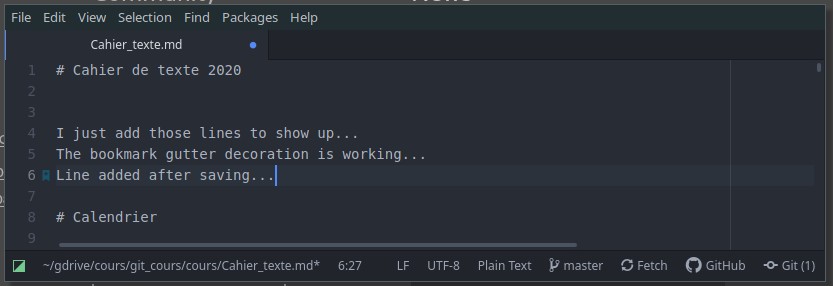 File Edit View Selection Find Packages Help
Cahier_texte.md
1 # Cahier de texte 2020
2
3
4 I just add those lines to show up...
5 The bookmark gutter decoration is working...
6 Line added after saving...
7
8 # Calendrier
9
~/gdrive/cours/git_cours/cours/Cahier_texte.md* 6:27 LF UTF-8 Plain Text master Fetch GitHub Git (1)